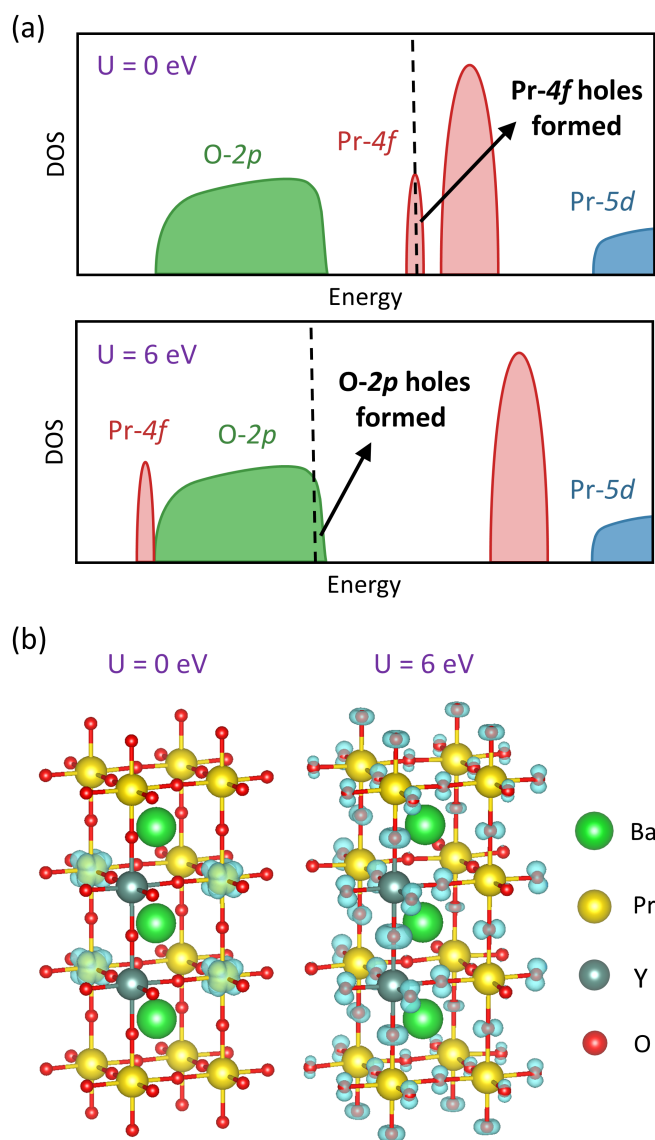 (a)
U = 0 eV
Pr-4f holes
formed
Pr-4f
O-2p
Pr-5d
DOS
Energy
U = 6 eV
O-2p holes
formed
Pr-4f
O-2p
Pr-5d
DOS
Energy
(b)
U = 0 eV
U = 6 eV
Ba
Pr
Y
O